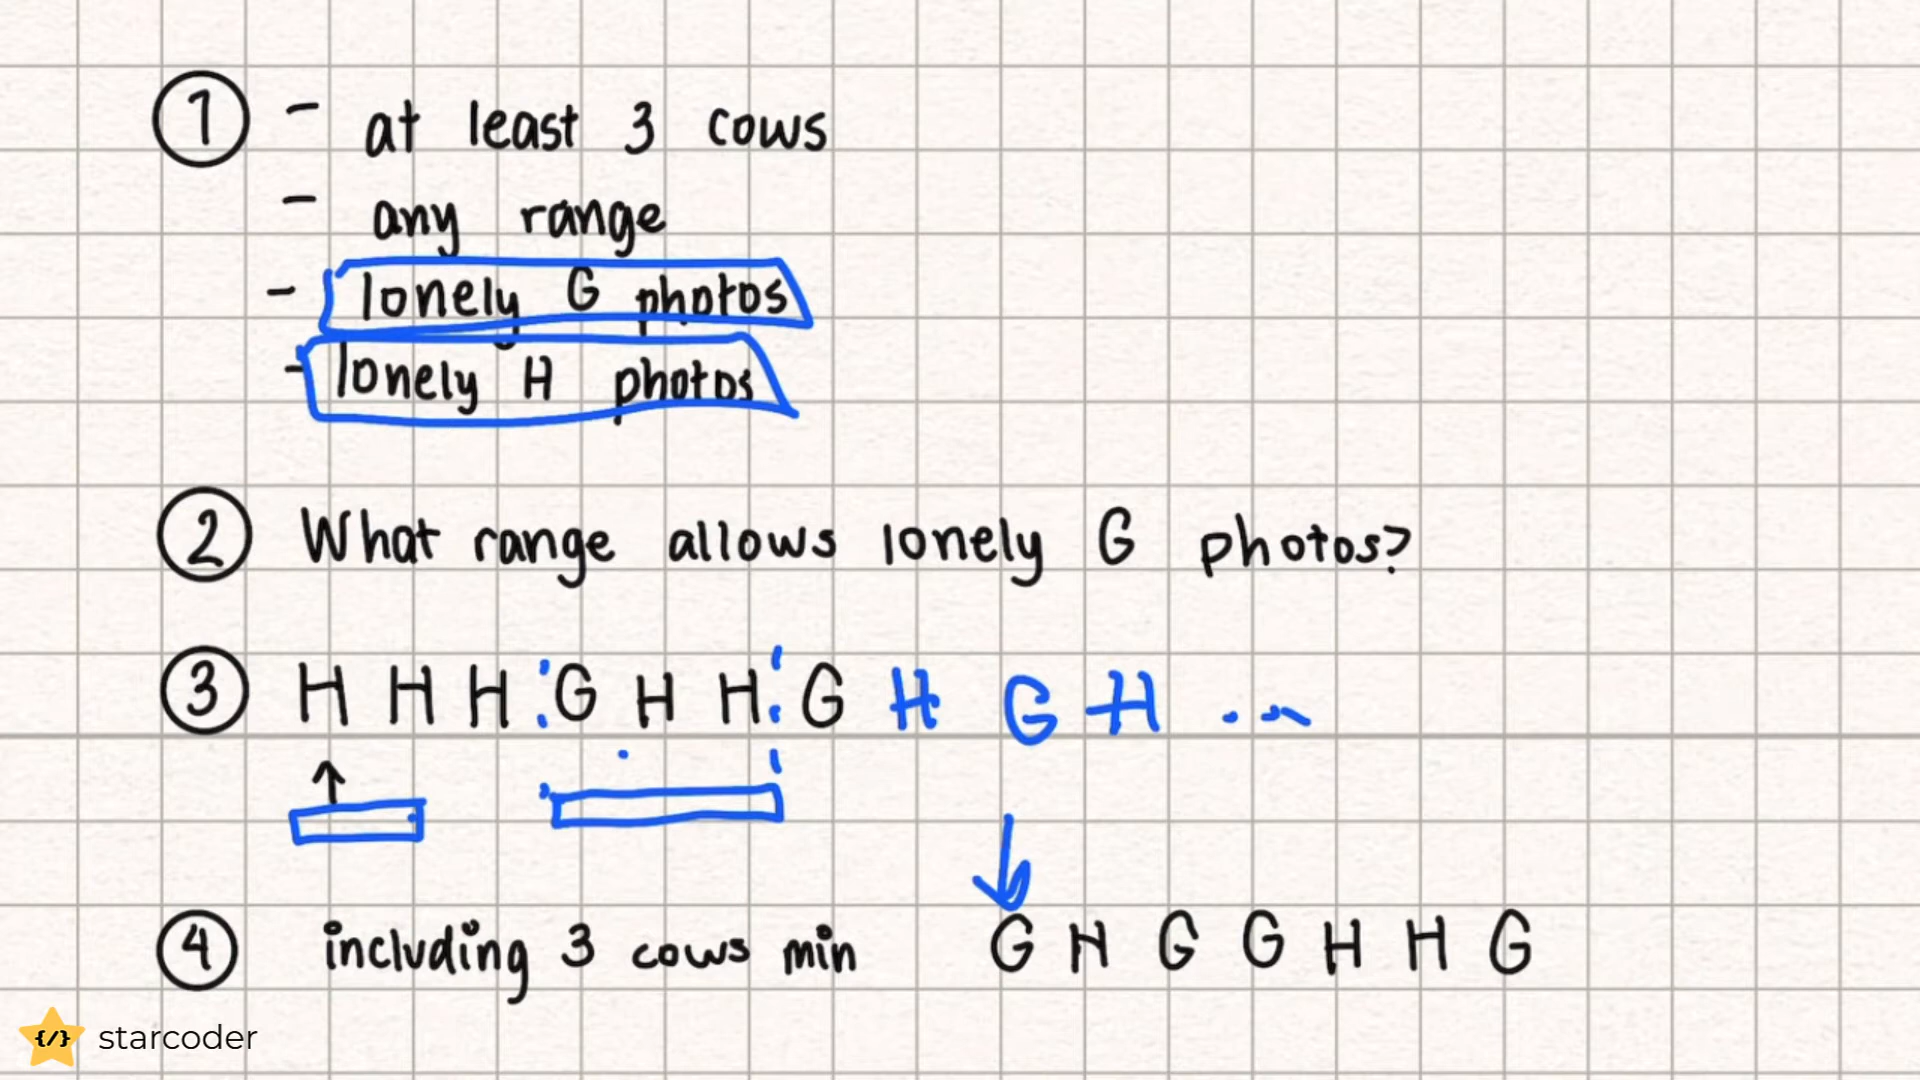 1 - at least 3 cows
- any range
- lonely G photos
- lonely H photos
2 What range allows lonely G photos?
3 H H H G H H G H G H ...
4 including 3 cows min G H G G H H G
{/} starcoder